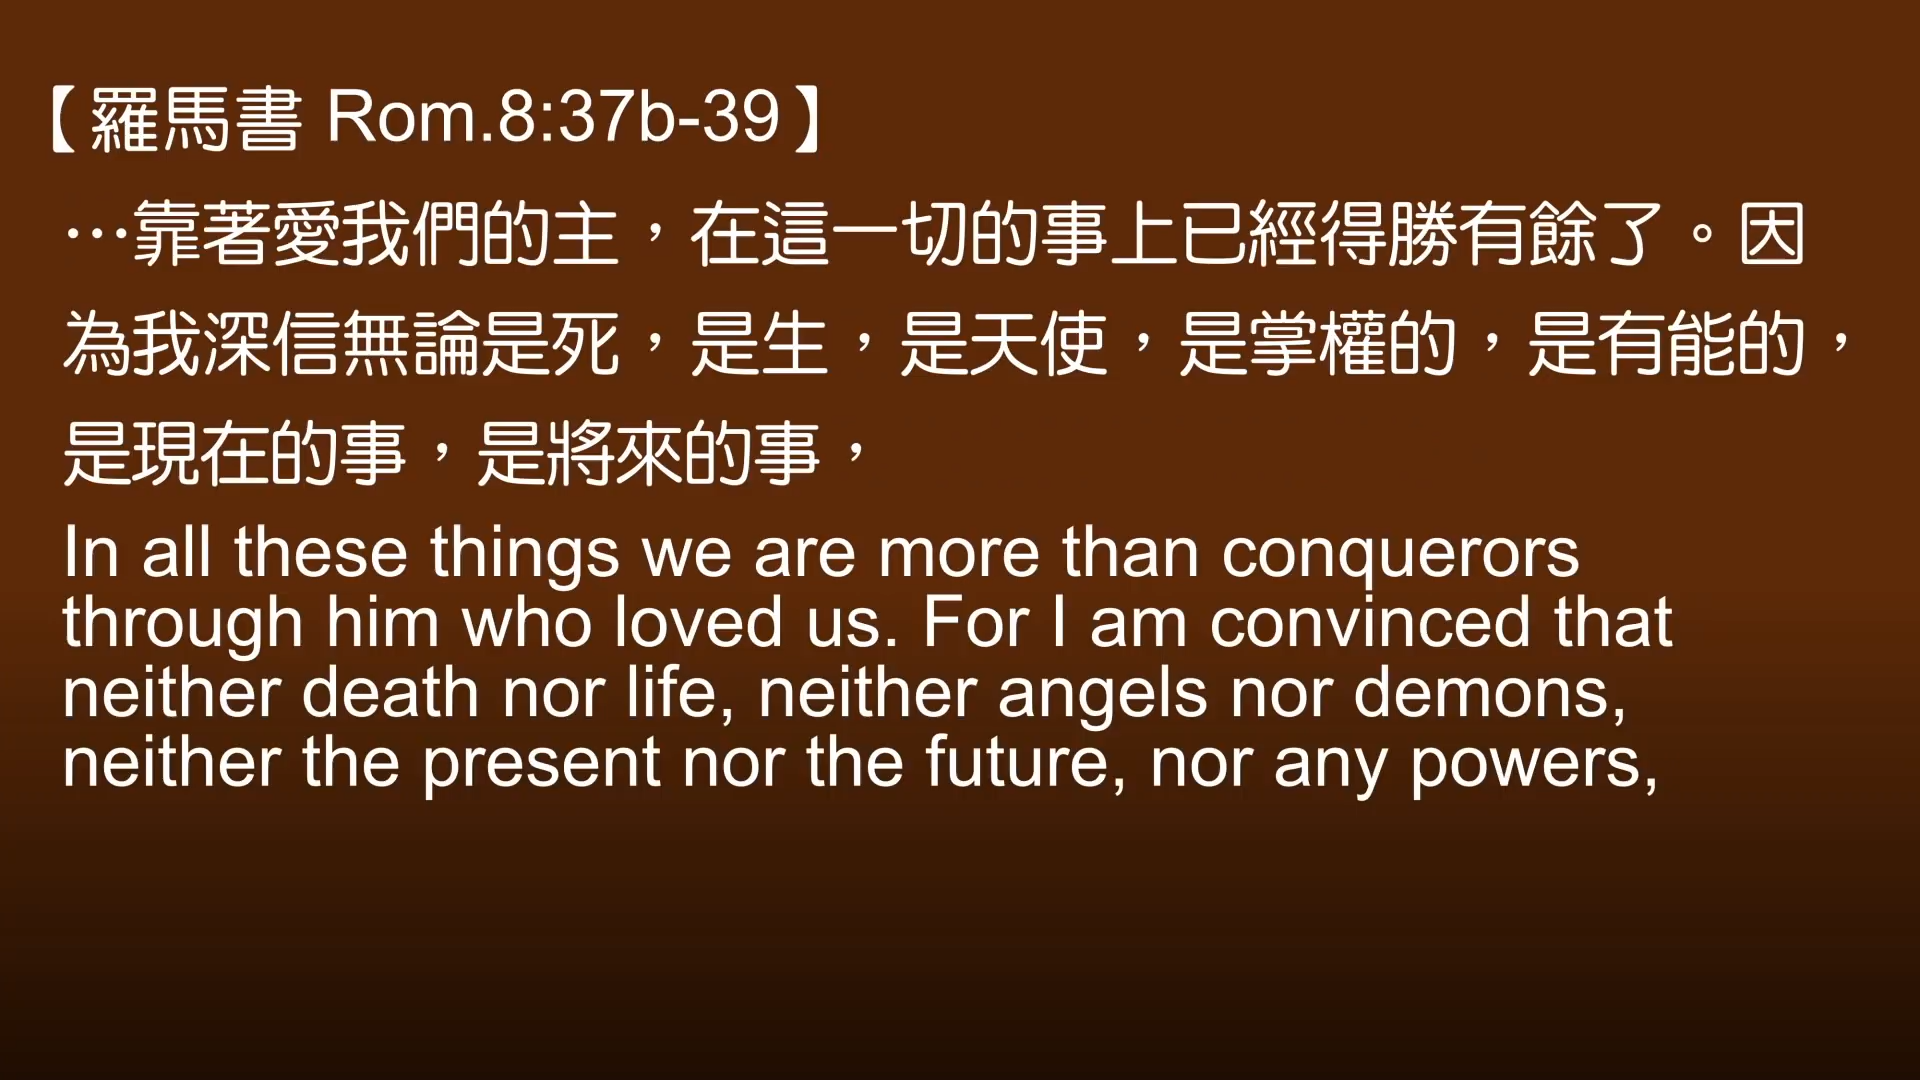 【羅馬書 Rom.8:37b-39】
…靠著愛我們的主，在這一切的事上已經得勝有餘了。因
為我深信無論是死，是生，是天使，是掌權的，是有能的，
是現在的事，是將來的事，
In all these things we are more than conquerors
through him who loved us. For I am convinced that
neither death nor life, neither angels nor demons,
neither the present nor the future, nor any powers,